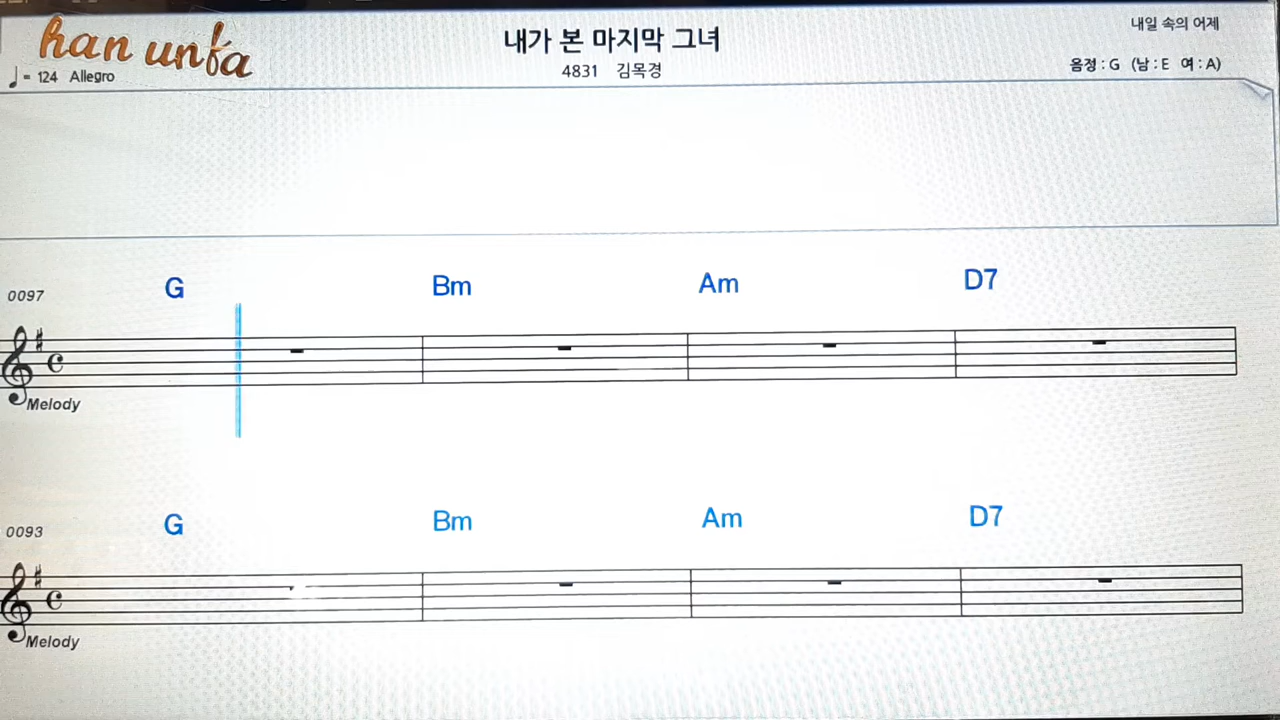 han unfa
내가 본 마지막 그녀
내일 속의 어제
♩= 124 Allegro
4831 김목경
음정 : G (남 : E 여 : A)
0097
G Bm Am D7
Melody
0093
G Bm Am D7
Melody